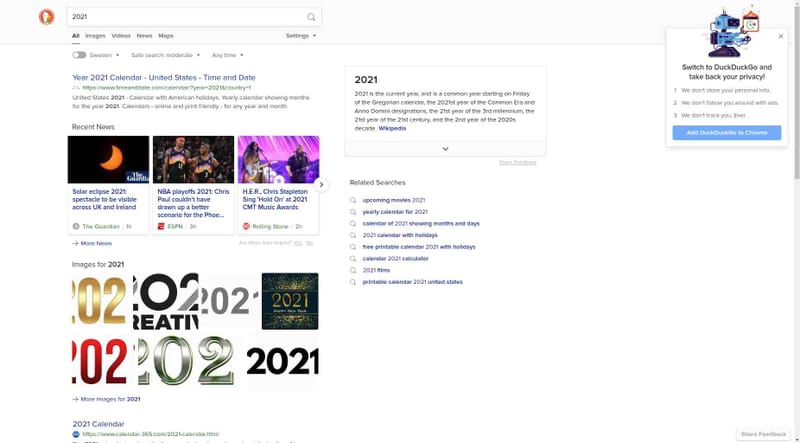 2021
All Images Videos News Maps Settings
Sweden Safe search: moderate Any time
Year 2021 Calendar - United States - Time and Date
https://www.timeanddate.com/calendar/?year=2021&country=1
United States 2021 - Calendar with American holidays. Yearly calendar showing months
for the year 2021. Calendars - online and print friendly - for any year and month
Recent News
The Guardian
Solar eclipse 2021:
spectacle to be visible
across UK and Ireland
The Guardian 1h
NBA playoffs 2021: Chris
Paul couldn't have
drawn up a better
scenario for the Phoe...
ESPN 3h
H.E.R., Chris Stapleton
Sing 'Hold On' at 2021
CMT Music Awards
Rolling Stone 2h
More News
Are these links helpful? Yes No
Images for 2021
202
202
REATIV
2021
2021
HAPPY NEW YEAR
202
202
2021
More Images for 2021
2021 Calendar
https://www.calendar-365.com/2021-calendar.html
2021
2021 is the current year, and is a common year starting on Friday
of the Gregorian calendar, the 2021st year of the Common Era and
Anno Domini designations, the 21st year of the 3rd millennium, the
21st year of the 21st century, and the 2nd year of the 2020s
decade. Wikipedia
Share Feedback
Related Searches
upcoming movies 2021
yearly calendar for 2021
calendar of 2021 showing months and days
2021 calendar with holidays
free printable calendar 2021 with holidays
calendar 2021 calculator
2021 films
printable calendar 2021 united states
Switch to DuckDuckGo and
take back your privacy!
1 We don't store your personal info.
2 We don't follow you around with ads.
3 We don't track you. Ever.
Add DuckDuckGo to Chrome
Share Feedback